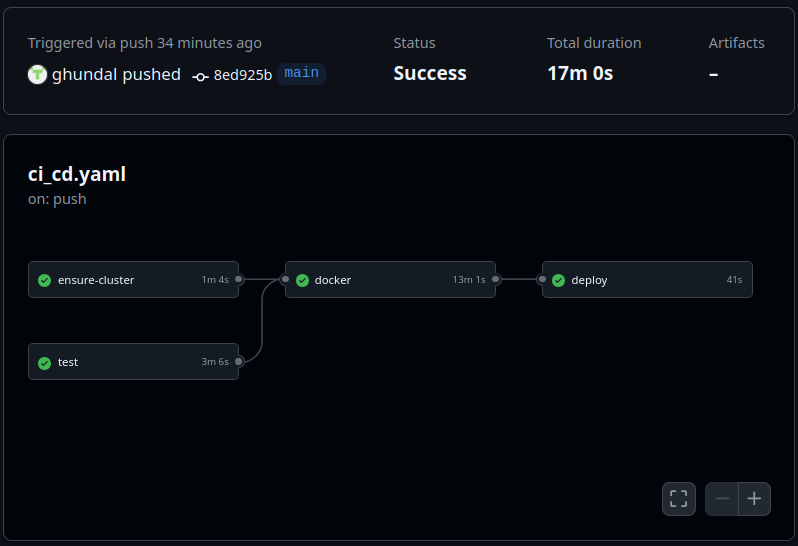 Triggered via push 34 minutes ago
ghundal pushed 8ed925b main
Status
Success
Total duration
17m 0s
Artifacts
–
ci_cd.yaml
on: push
ensure-cluster 1m 4s
docker 13m 1s
deploy 41s
test 3m 6s